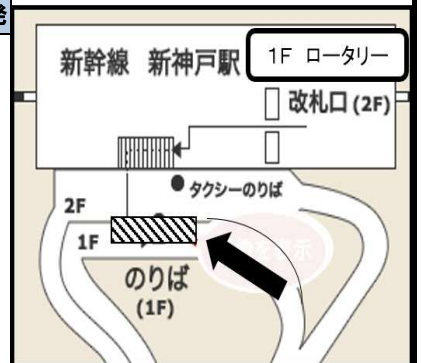 発
新幹線 新神戸駅
1F ロータリー
改札口 (2F)
タクシーのりば
2F
1F
のりば
(1F)